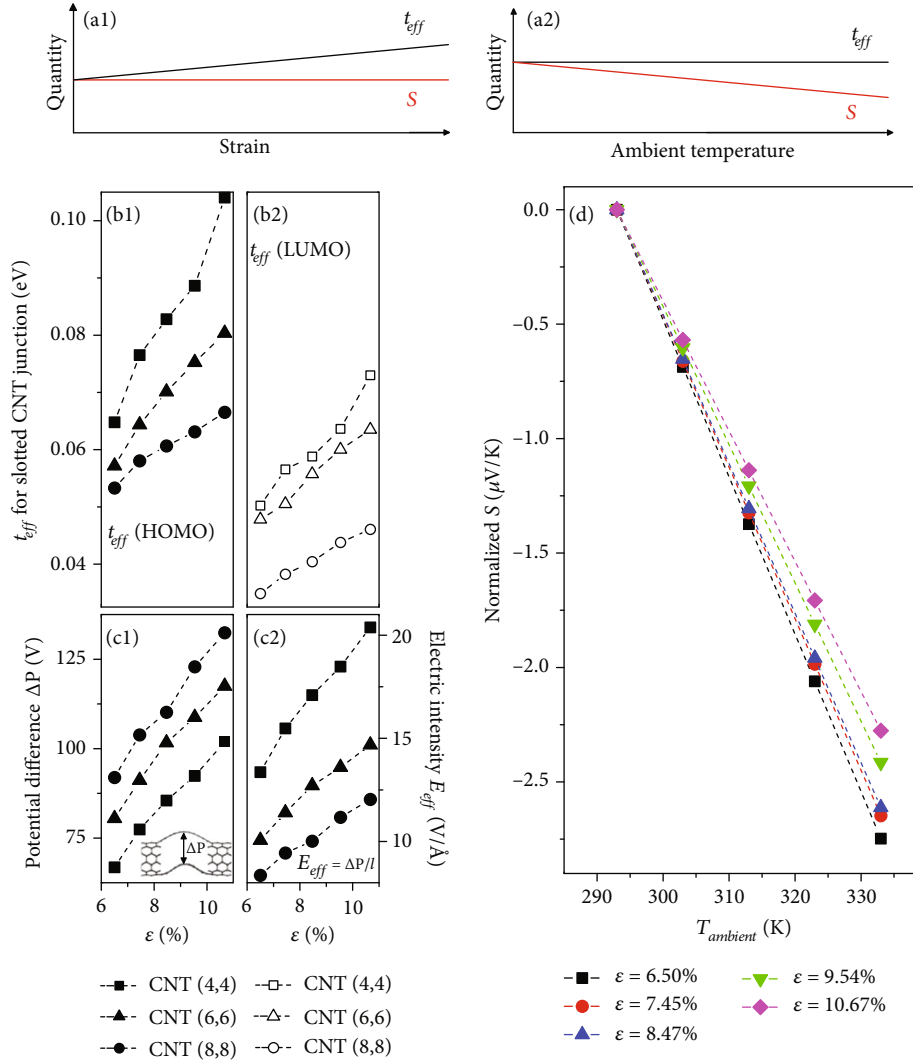 (a1)
t_eff
S
Quantity
Strain
(a2)
t_eff
S
Quantity
Ambient temperature
(b1)
t_eff (HOMO)
t_eff for slotted CNT junction (eV)
0.10
0.08
0.06
0.04
(b2)
t_eff (LUMO)
(c1)
ΔP
Potential difference ΔP (V)
125
100
75
6 8 10
ε (%)
(c2)
E_eff = ΔP/l
20
15
10
Electric intensity E_eff (V/Å)
6 8 10
ε (%)
CNT (4,4) CNT (4,4)
CNT (6,6) CNT (6,6)
CNT (8,8) CNT (8,8)
(d)
Normalized S (μV/K)
0.0
−0.5
−1.0
−1.5
−2.0
−2.5
290 300 310 320 330
T_ambient (K)
ε = 6.50% ε = 9.54%
ε = 7.45% ε = 10.67%
ε = 8.47%